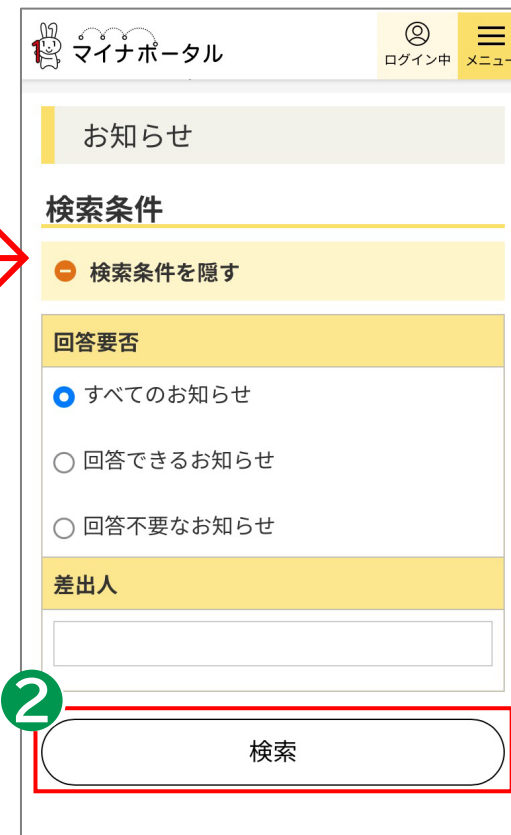 マイナポータル
ログイン中
メニュー
お知らせ
検索条件
検索条件を隠す
回答要否
すべてのお知らせ
回答できるお知らせ
回答不要なお知らせ
差出人
2
検索